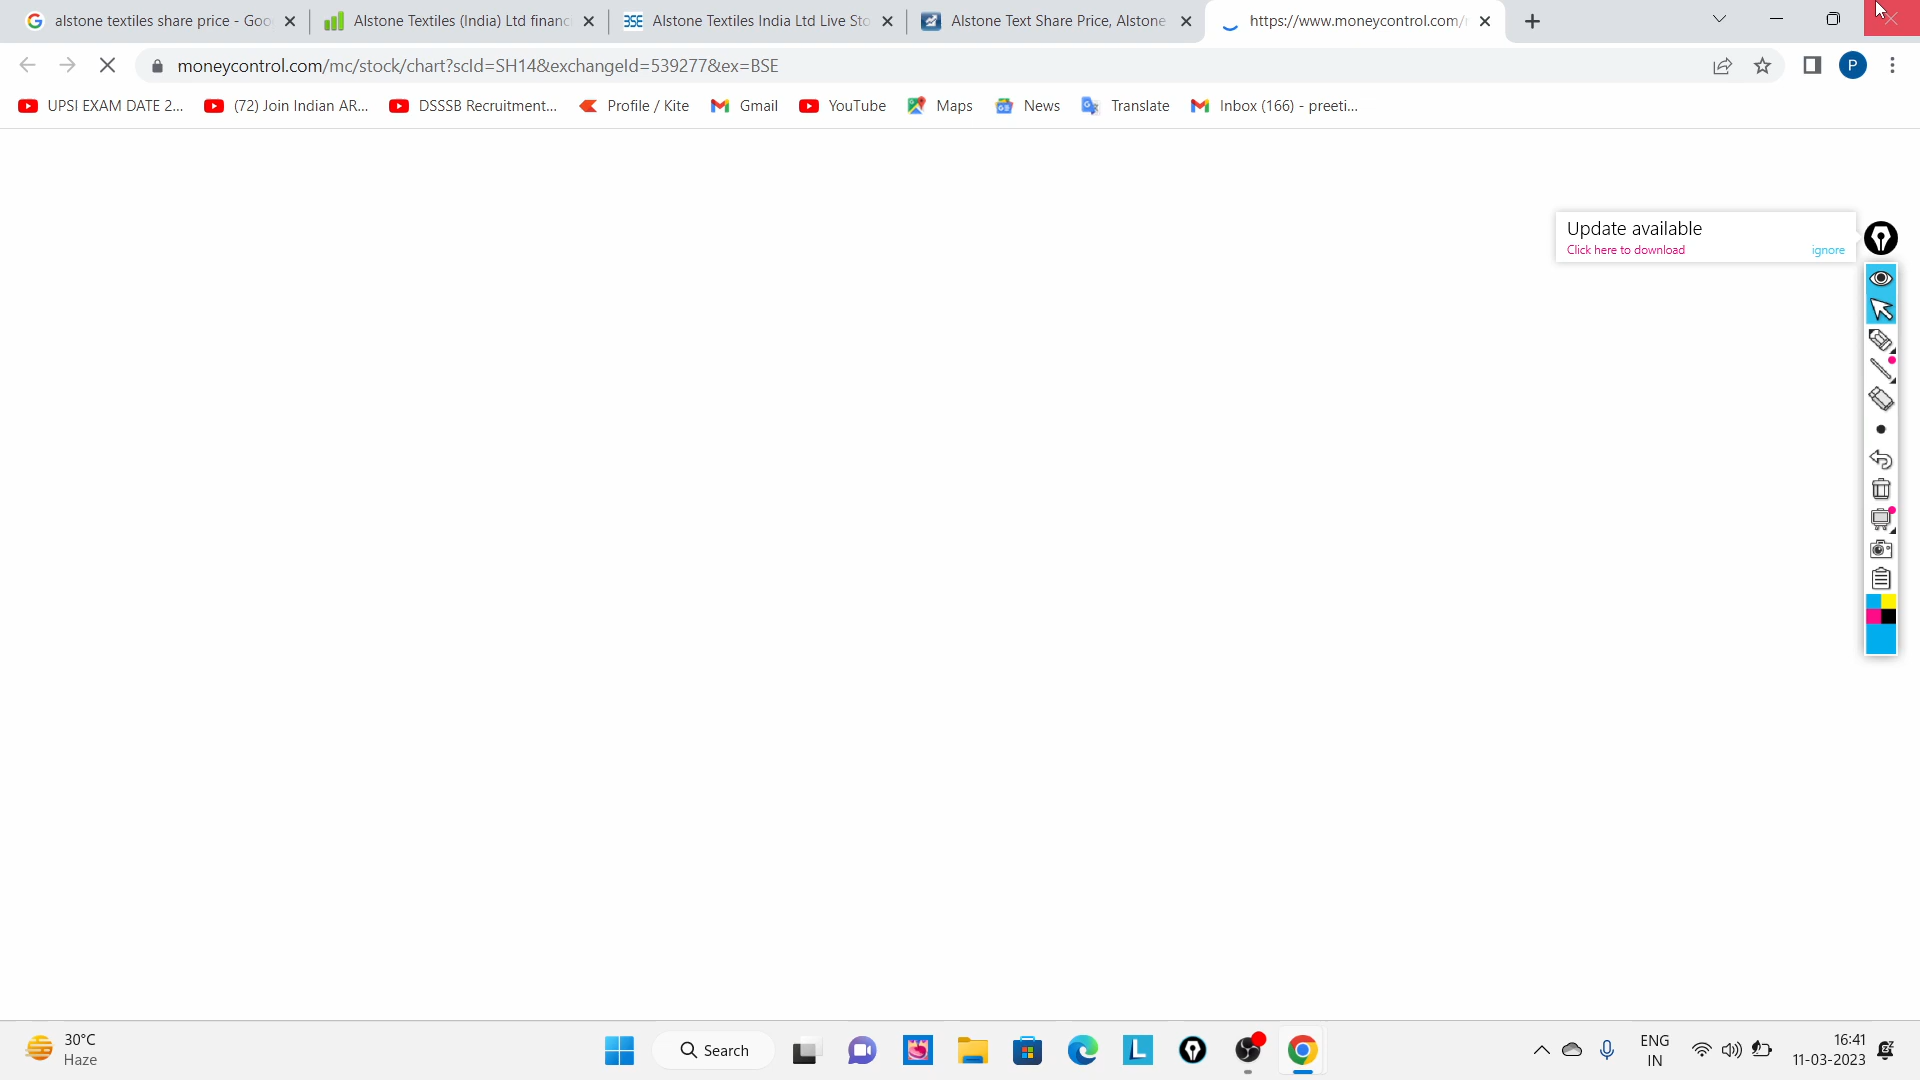 alstone textiles share price - Goo
Alstone Textiles (India) Ltd financ
BSE Alstone Textiles India Ltd Live Sto
Alstone Text Share Price, Alstone
https://www.moneycontrol.com/
moneycontrol.com/mc/stock/chart?scId=SH14&exchangeId=539277&ex=BSE
P
UPSI EXAM DATE 2...
(72) Join Indian AR...
DSSSB Recruitment...
Profile / Kite
Gmail
YouTube
Maps
News
Translate
Inbox (166) - preeti...
Update available
Click here to download
ignore
30°C
Haze
Search
L
ENG
IN
16:41
11-03-2023